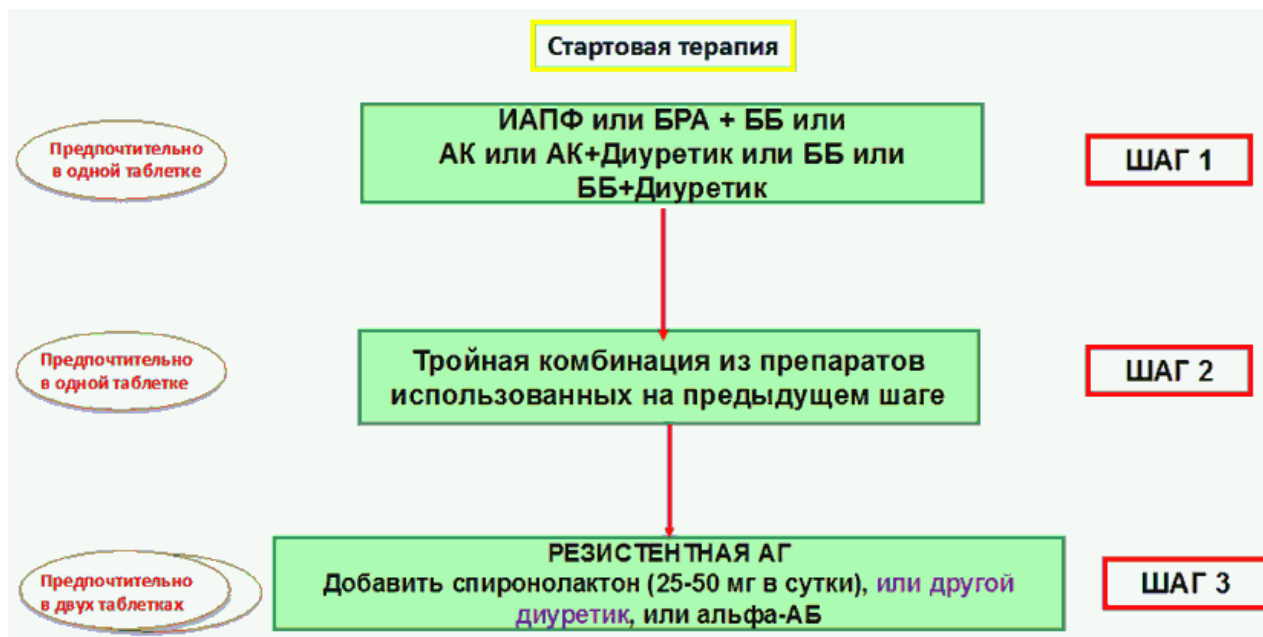 Стартовая терапия
Предпочтительно
в одной таблетке
ИАПФ или БРА + ББ или
АК или АК+Диуретик или ББ или
ББ+Диуретик
ШАГ 1
Предпочтительно
в одной таблетке
Тройная комбинация из препаратов
использованных на предыдущем шаге
ШАГ 2
Предпочтительно
в двух таблетках
РЕЗИСТЕНТНАЯ АГ
Добавить спиронолактон (25-50 мг в сутки), или другой
диуретик, или альфа-АБ
ШАГ 3